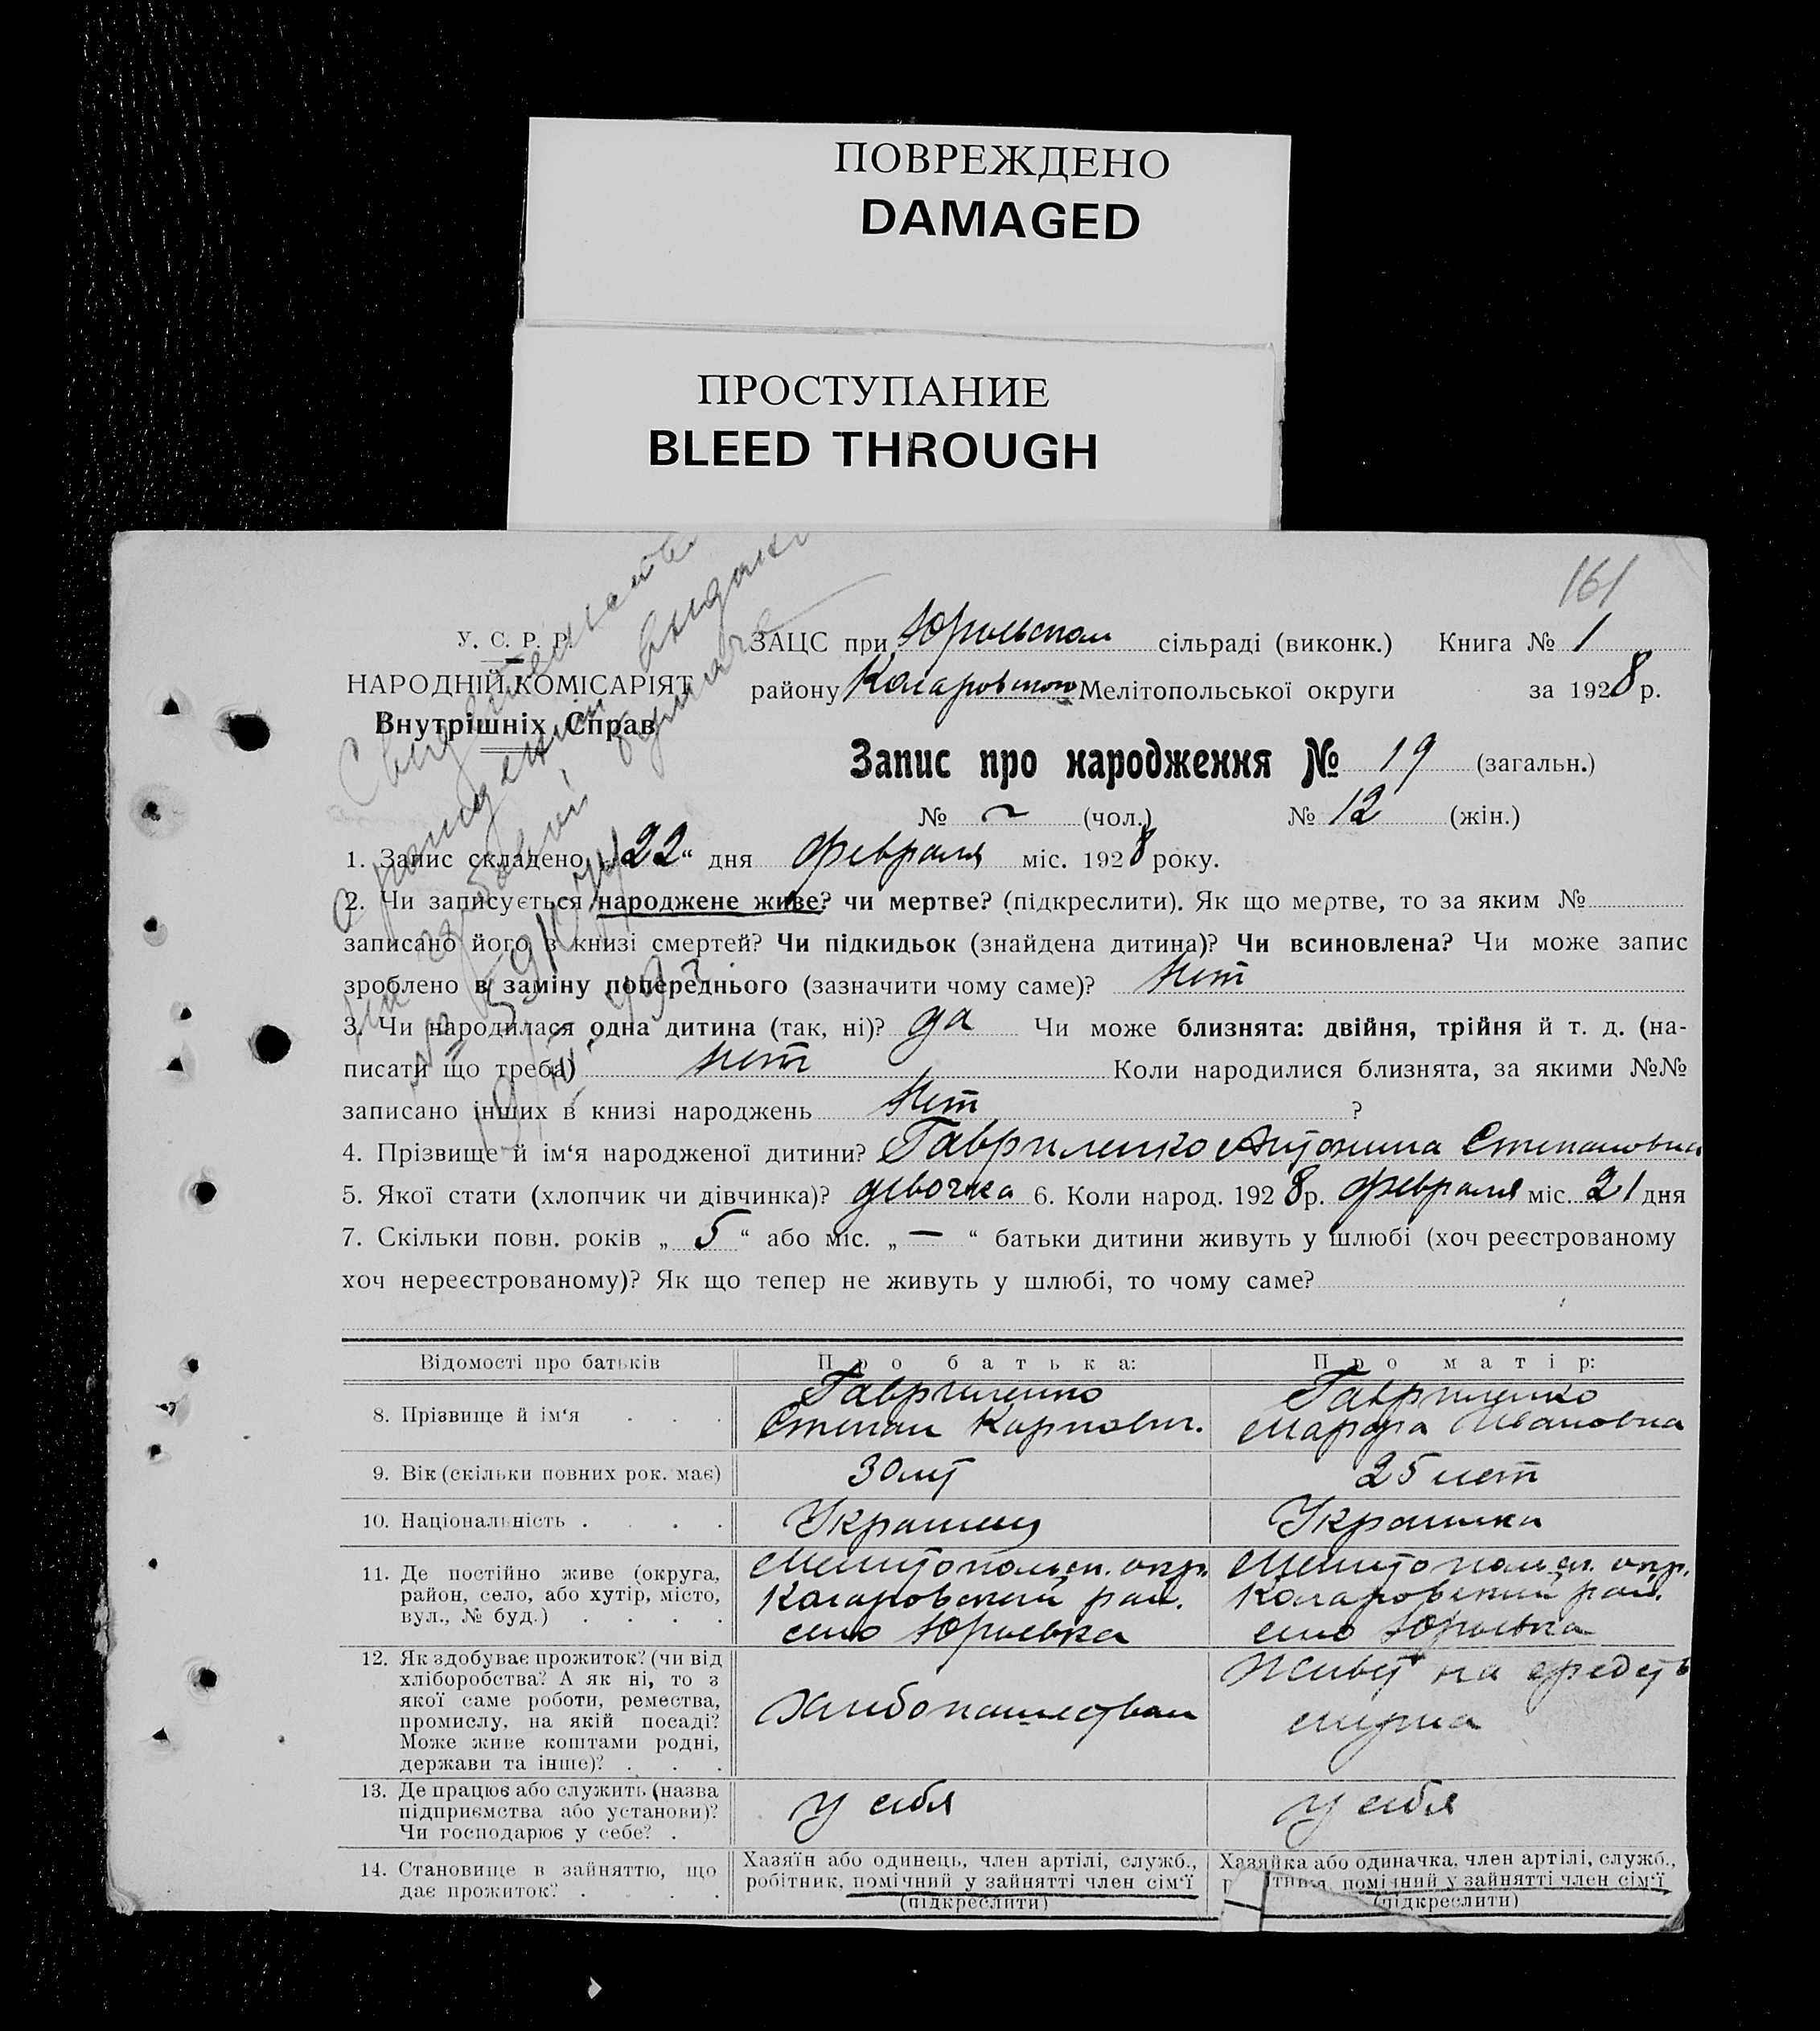 ПОВРЕЖДЕНО
DAMAGED
ПРОСТУПАНИЕ
BLEED THROUGH
161
У. С. Р. Р.
НАРОДНІЙ КОМІСАРІЯТ
Внутрішніх Справ
ЗАЦС при Юрьевском сільраді (виконк.) Книга № 1
району Коларовского Мелітопольської округи за 1928 р.
Запис про народження № 19 (загальн.)
№ ~ (чол.) № 12 (жін.)
Свидетельство
о рождении выдано
1. Запис складено „22“ дня февраля міс. 1928 року.
2. Чи записується народжене живе? чи мертве? (підкреслити). Як що мертве, то за яким №
записано його в книзі смертей? Чи підкидьок (знайдена дитина)? Чи всиновлена? Чи може запис
зроблено в заміну попереднього (зазначити чому саме)? нет
3. Чи народилася одна дитина (так, ні)? да Чи може близнята: двійня, трійня й т. д. (на-
писати що треба) нет Коли народилися близнята, за якими №№
записано інших в книзі народжень нет ?
4. Прізвище й ім‘я народженої дитини? Гавриленко Антонина Степановна
5. Якої стати (хлопчик чи дівчинка)? девочка 6. Коли народ. 1928 р. февраля міс. 21 дня
7. Скільки повн. років „ 5 “ або міс. „ — “ батьки дитини живуть у шлюбі (хоч реєстрованому
хоч нереєстрованому)? Як що тепер не живуть у шлюбі, то чому саме?
Відомості про батьків Про батька: Про матір:
8. Прізвище й ім‘я . . . Гавриленко Степан Карпович. Гавриленко Марфа Ивановна
9. Вік (скільки повних рок. має) 30 лет 25 лет
10. Національність . . . . Украинец Украинка
11. Де постійно живе (округа,
район, село, або хутір, місто,
вул., № буд.) . . . .
Мелитопольск. окр.
Коларовский рай.
село Юрьевка
Мелитопольск. окр.
Коларовский рай.
село Юрьевка
12. Як здобуває прожиток? (чи від
хліборобства? А як ні, то з
якої саме роботи, ремества,
промислу, на якій посаді?
Може живе коштами родні,
держави та інше)? . . .
Хлебопашеством
Живет на средств
мужа
13. Де працює або служить (назва
підприємства або установи)?
Чи господарює у себе? .
у себя
у себя
14. Становище в зайняттю, що
дає прожиток? . . . .
Хазяїн або одинець, член артілі, служб.,
робітник, помічний у зайнятті член сім‘ї
(підкреслити)
Хазяйка або одиначка, член артілі, служб.,
помічний у зайнятті член сім‘ї
(підкреслити)